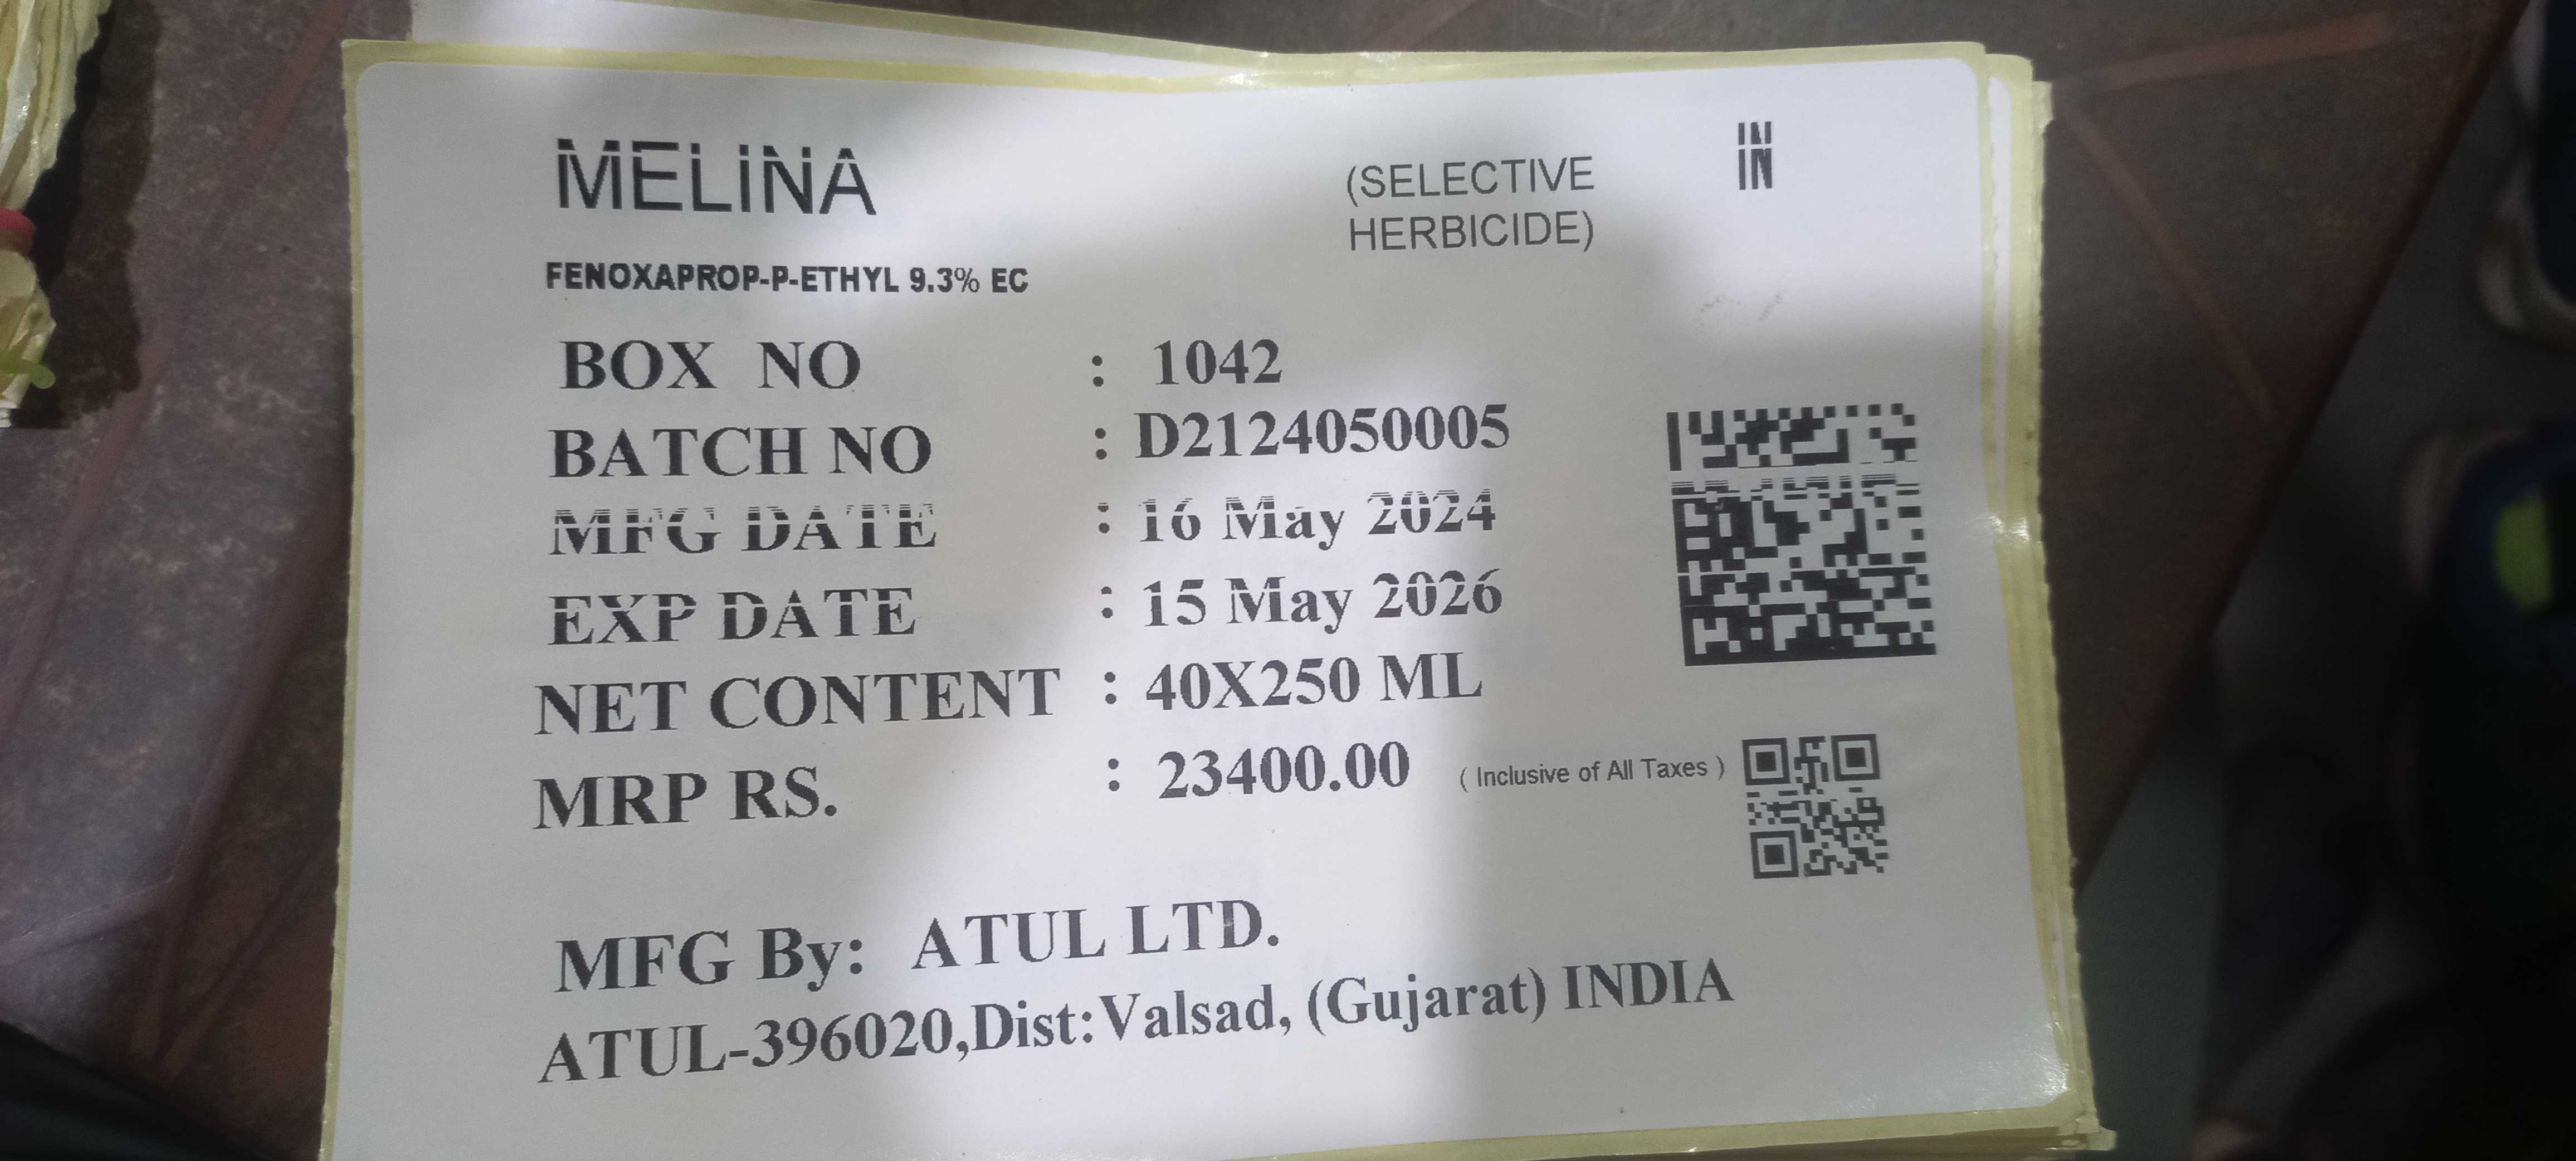 MELINA (SELECTIVE HERBICIDE) IN
FENOXAPROP-P-ETHYL 9.3% EC
BOX NO : 1042
BATCH NO : D2124050005
MFG DATE : 16 May 2024
EXP DATE : 15 May 2026
NET CONTENT : 40X250 ML
MRP RS. : 23400.00 ( Inclusive of All Taxes )
MFG By: ATUL LTD.
ATUL-396020,Dist:Valsad, (Gujarat) INDIA